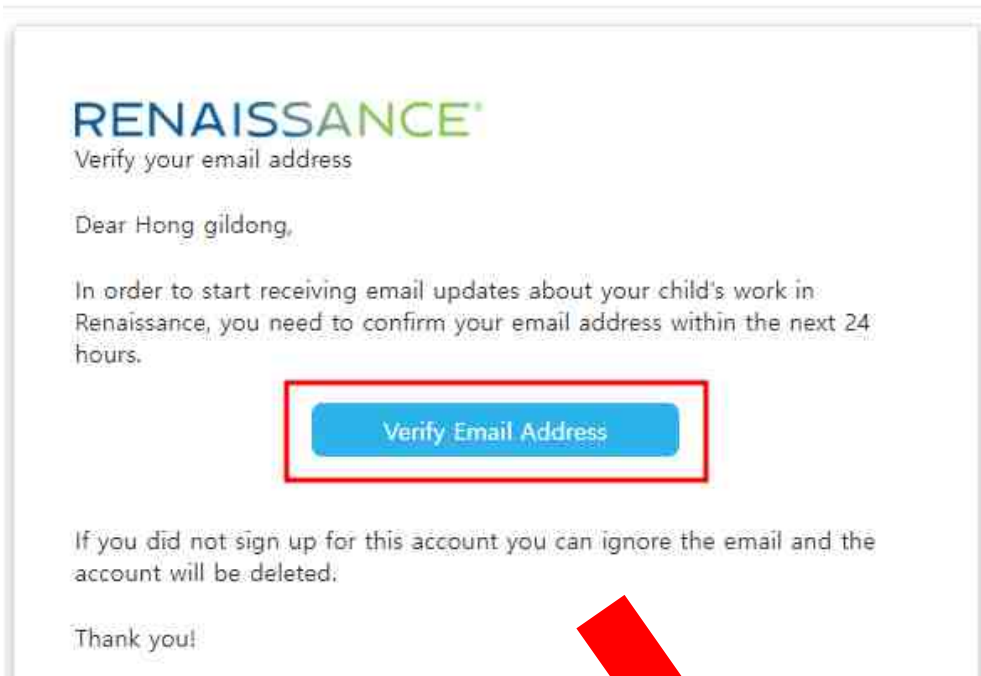 RENAISSANCE®
Verify your email address
Dear Hong gildong,
In order to start receiving email updates about your child's work in
Renaissance, you need to confirm your email address within the next 24
hours.
Verify Email Address
If you did not sign up for this account you can ignore the email and the
account will be deleted.
Thank you!